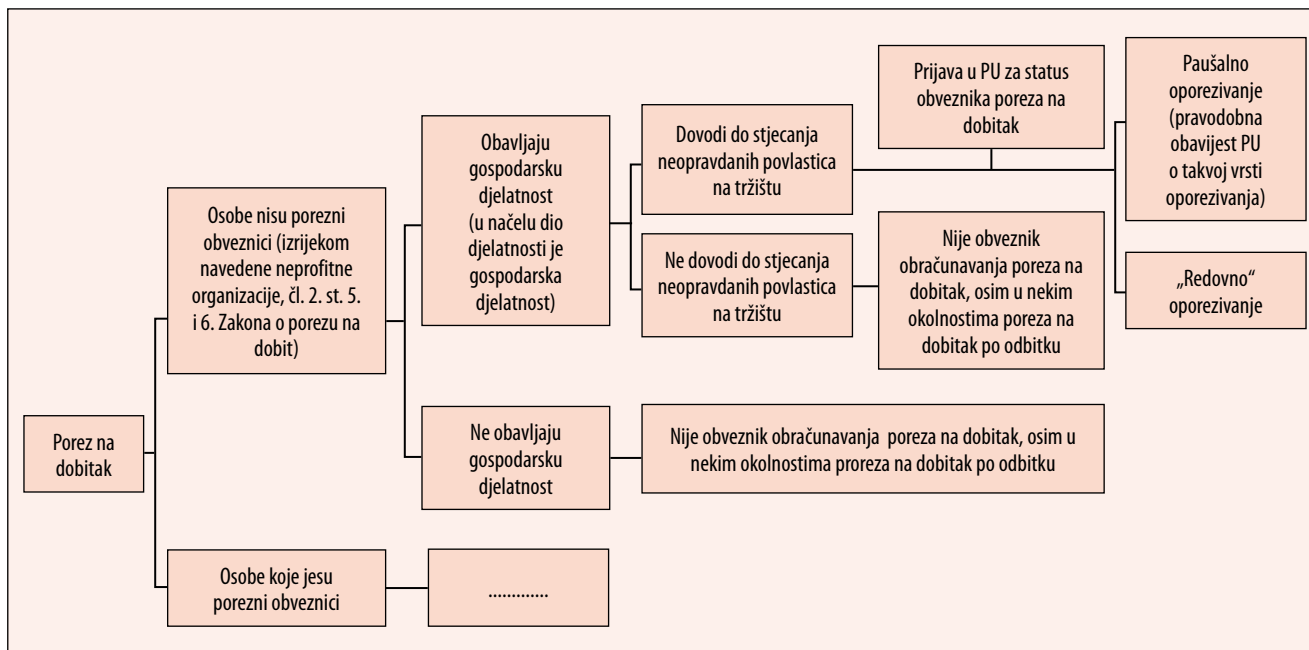 Porez na
dobitak
Osobe nisu porezni
obveznici (izrijekom
navedene neprofitne
organizacije, čl. 2. st. 5.
i 6. Zakona o porezu na
dobit)
Obavljaju
gospodarsku
djelatnost
(u načelu dio
djelatnosti je
gospodarska
djelatnost)
Dovodi do stjecanja
neopravdanih povlastica
na tržištu
Prijava u PU za status
obveznika poreza na
dobitak
Paušalno
oporezivanje
(pravodobna
obavijest PU
o takvoj vrsti
oporezivanja)
„Redovno“
oporezivanje
Ne dovodi do stjecanja
neopravdanih povlastica
na tržištu
Nije obveznik
obračunavanja poreza na
dobitak, osim u nekim
okolnostima poreza na
dobitak po odbitku
Ne obavljaju
gospodarsku
djelatnost
Nije obveznik obračunavanja poreza na dobitak, osim u
nekim okolnostima proreza na dobitak po odbitku
Osobe koje jesu
porezni obveznici
.............